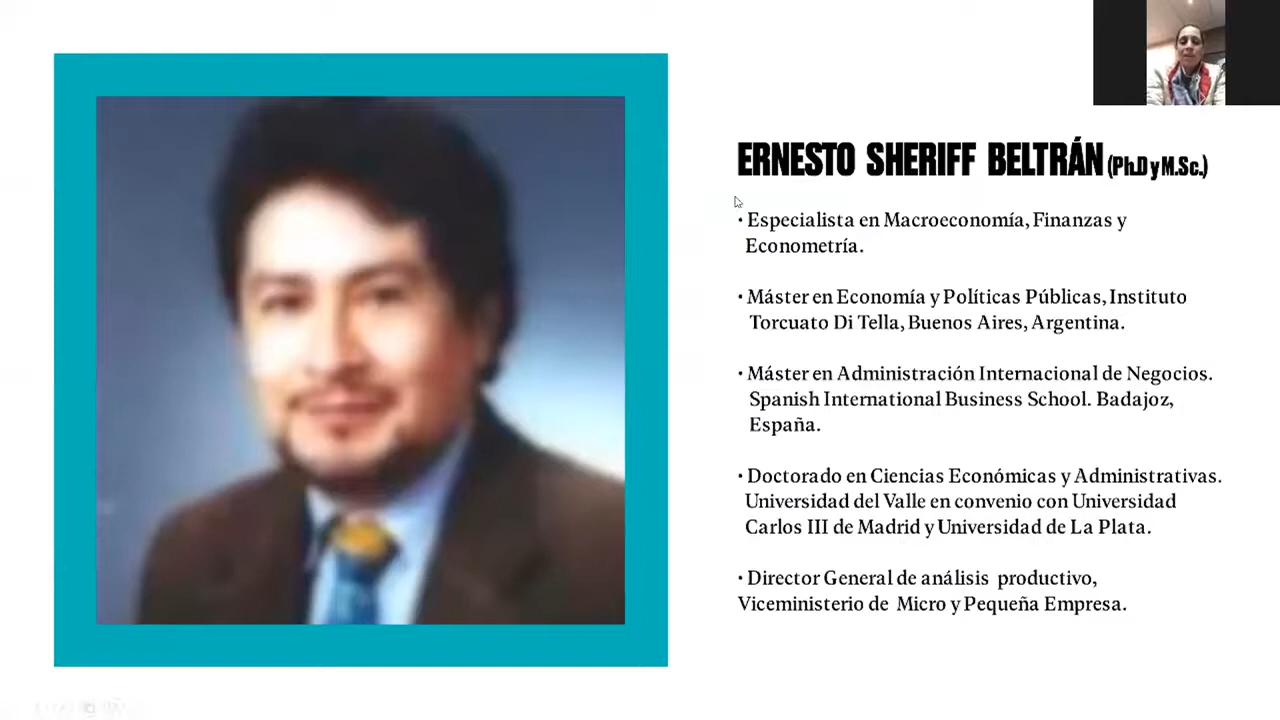 ERNESTO SHERIFF BELTRÁN (Ph.D y M.Sc.)
• Especialista en Macroeconomía, Finanzas y
Econometría.
• Máster en Economía y Políticas Públicas, Instituto
Torcuato Di Tella, Buenos Aires, Argentina.
• Máster en Administración Internacional de Negocios.
Spanish International Business School. Badajoz,
España.
• Doctorado en Ciencias Económicas y Administrativas.
Universidad del Valle en convenio con Universidad
Carlos III de Madrid y Universidad de La Plata.
• Director General de análisis productivo,
Viceministerio de Micro y Pequeña Empresa.